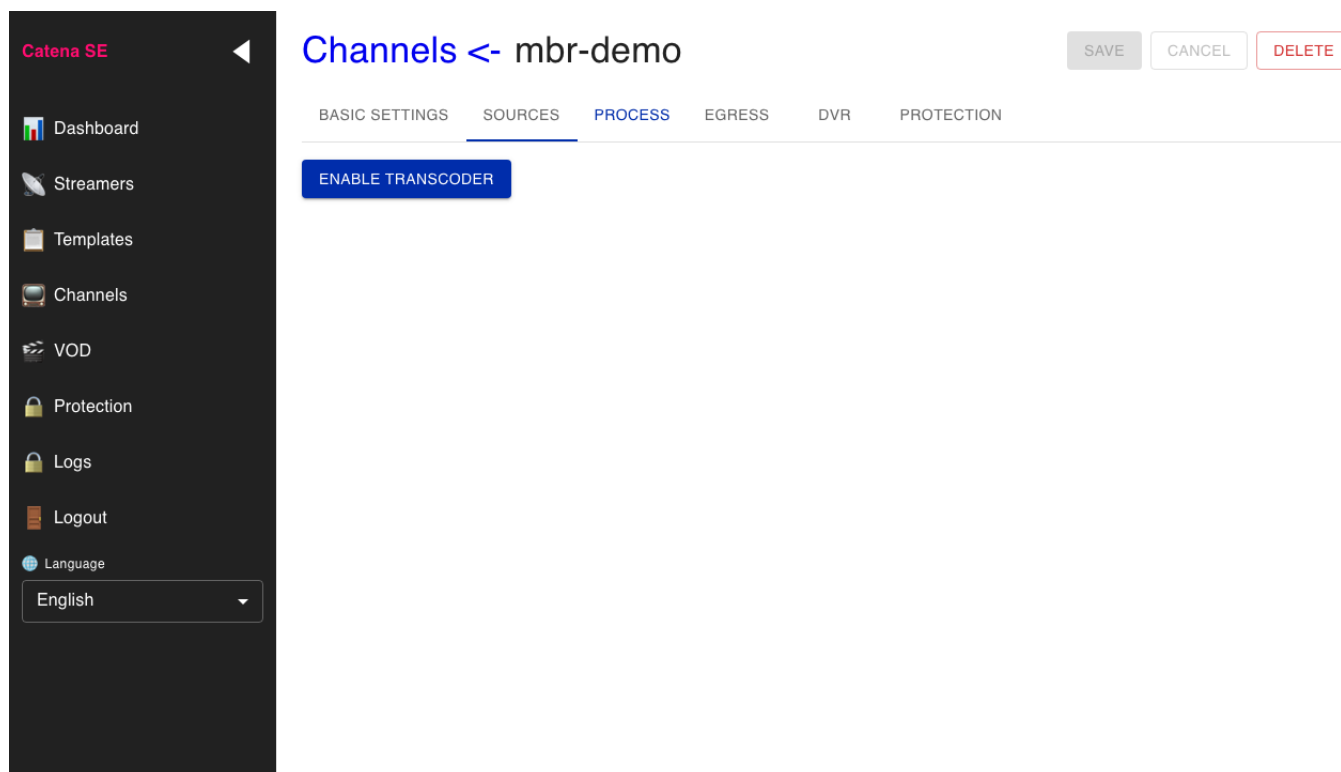 Catena SE
Channels <- mbr-demo
SAVE CANCEL DELETE
BASIC SETTINGS SOURCES PROCESS EGRESS DVR PROTECTION
ENABLE TRANSCODER
Dashboard
Streamers
Templates
Channels
VOD
Protection
Logs
Logout
Language
English